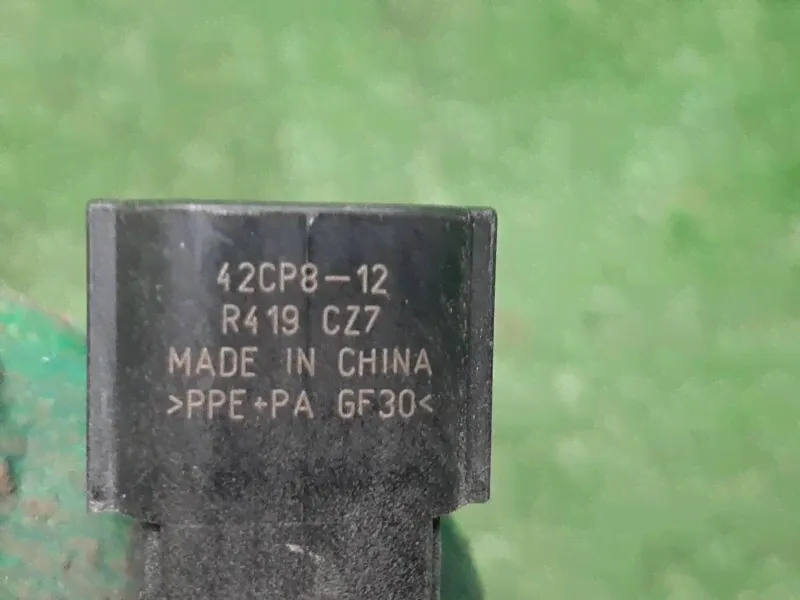 42CP8-12
R419 CZ7
MADE IN CHINA
>PPE+PA GF30<